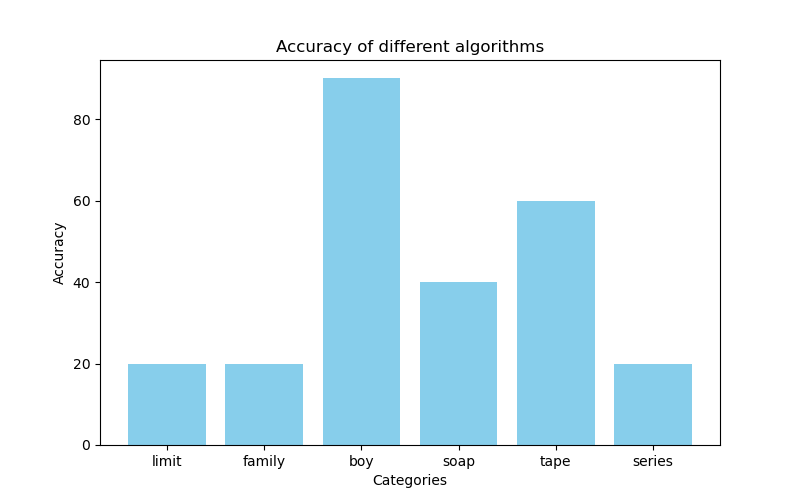 Accuracy of different algorithms
Accuracy
80
60
40
20
0
limit family boy soap tape series
Categories